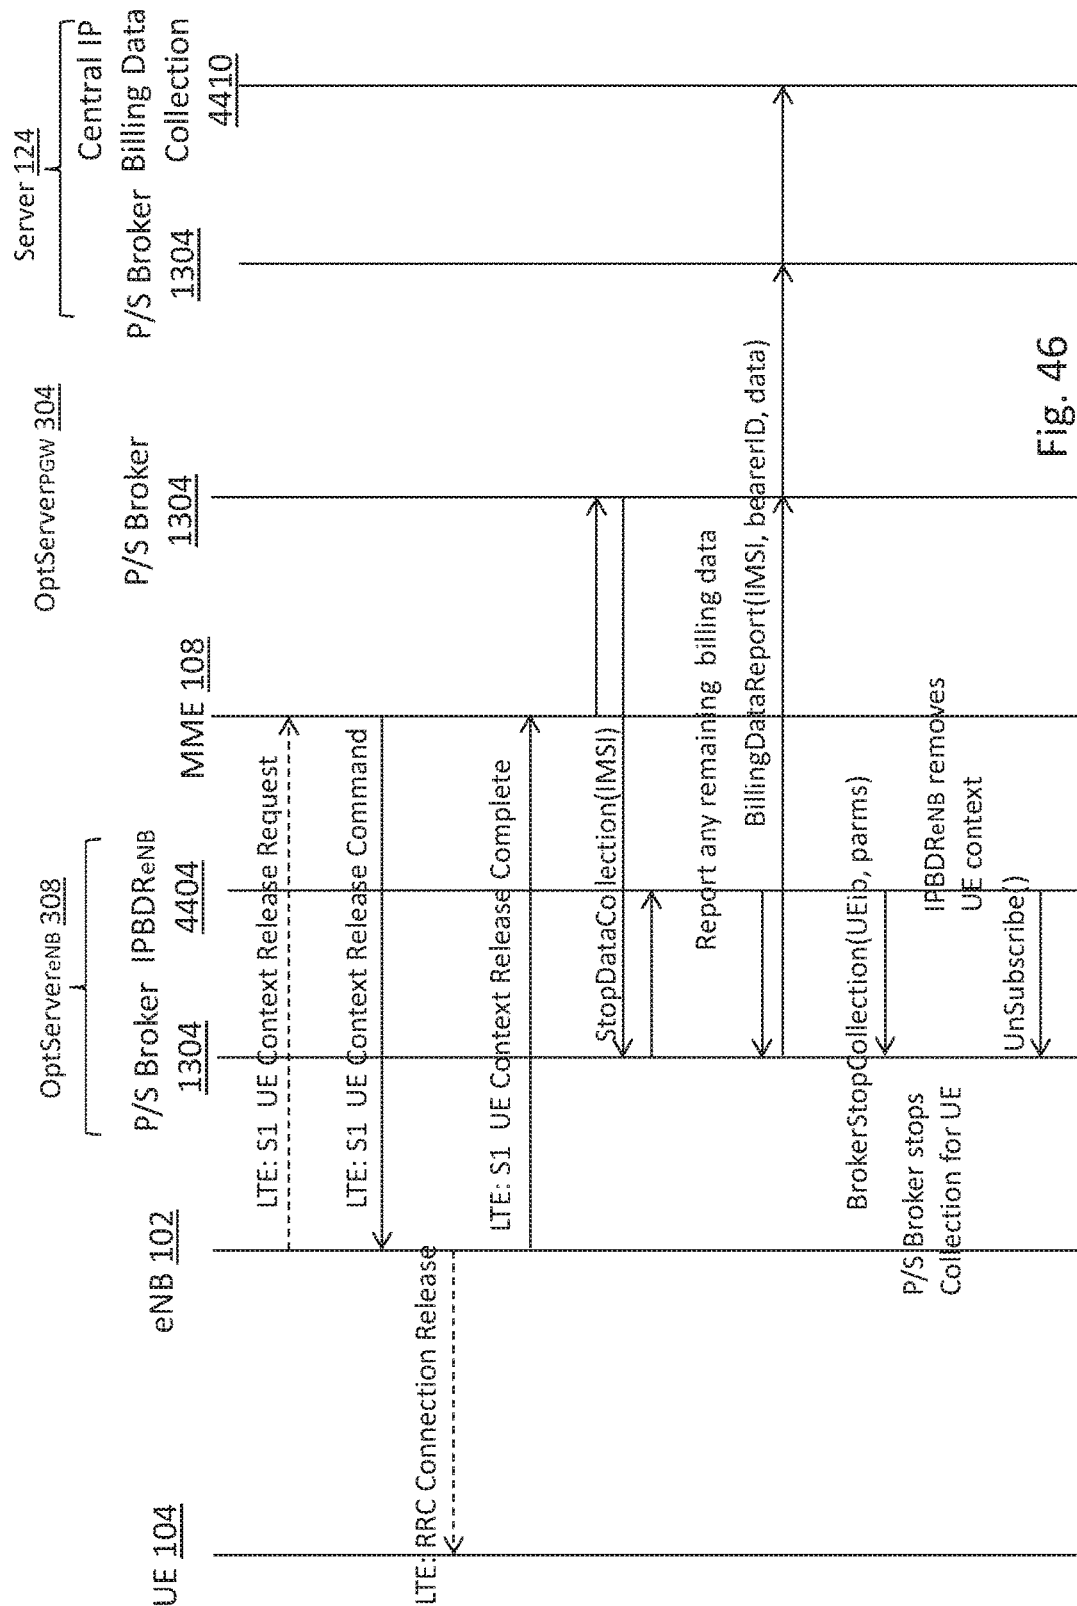 Server 124
OptServerPGW 304
OptServereNB 308
UE 104
eNB 102
P/S Broker
1304
IPBDReNB
4404
MME 108
P/S Broker
1304
P/S Broker
1304
Central IP
Billing Data
Collection
4410
LTE: S1 UE Context Release Request
LTE: S1 UE Context Release Command
LTE: RRC Connection Release
LTE: S1 UE Context Release Complete
StopDataCollection(IMSI)
Report any remaining billing data
BillingDataReport(IMSI, bearerID, data)
BrokerStopCollection(UEip, parms)
P/S Broker stops
Collection for UE
IPBDReNB removes
UE context
UnSubscribe()
Fig. 46